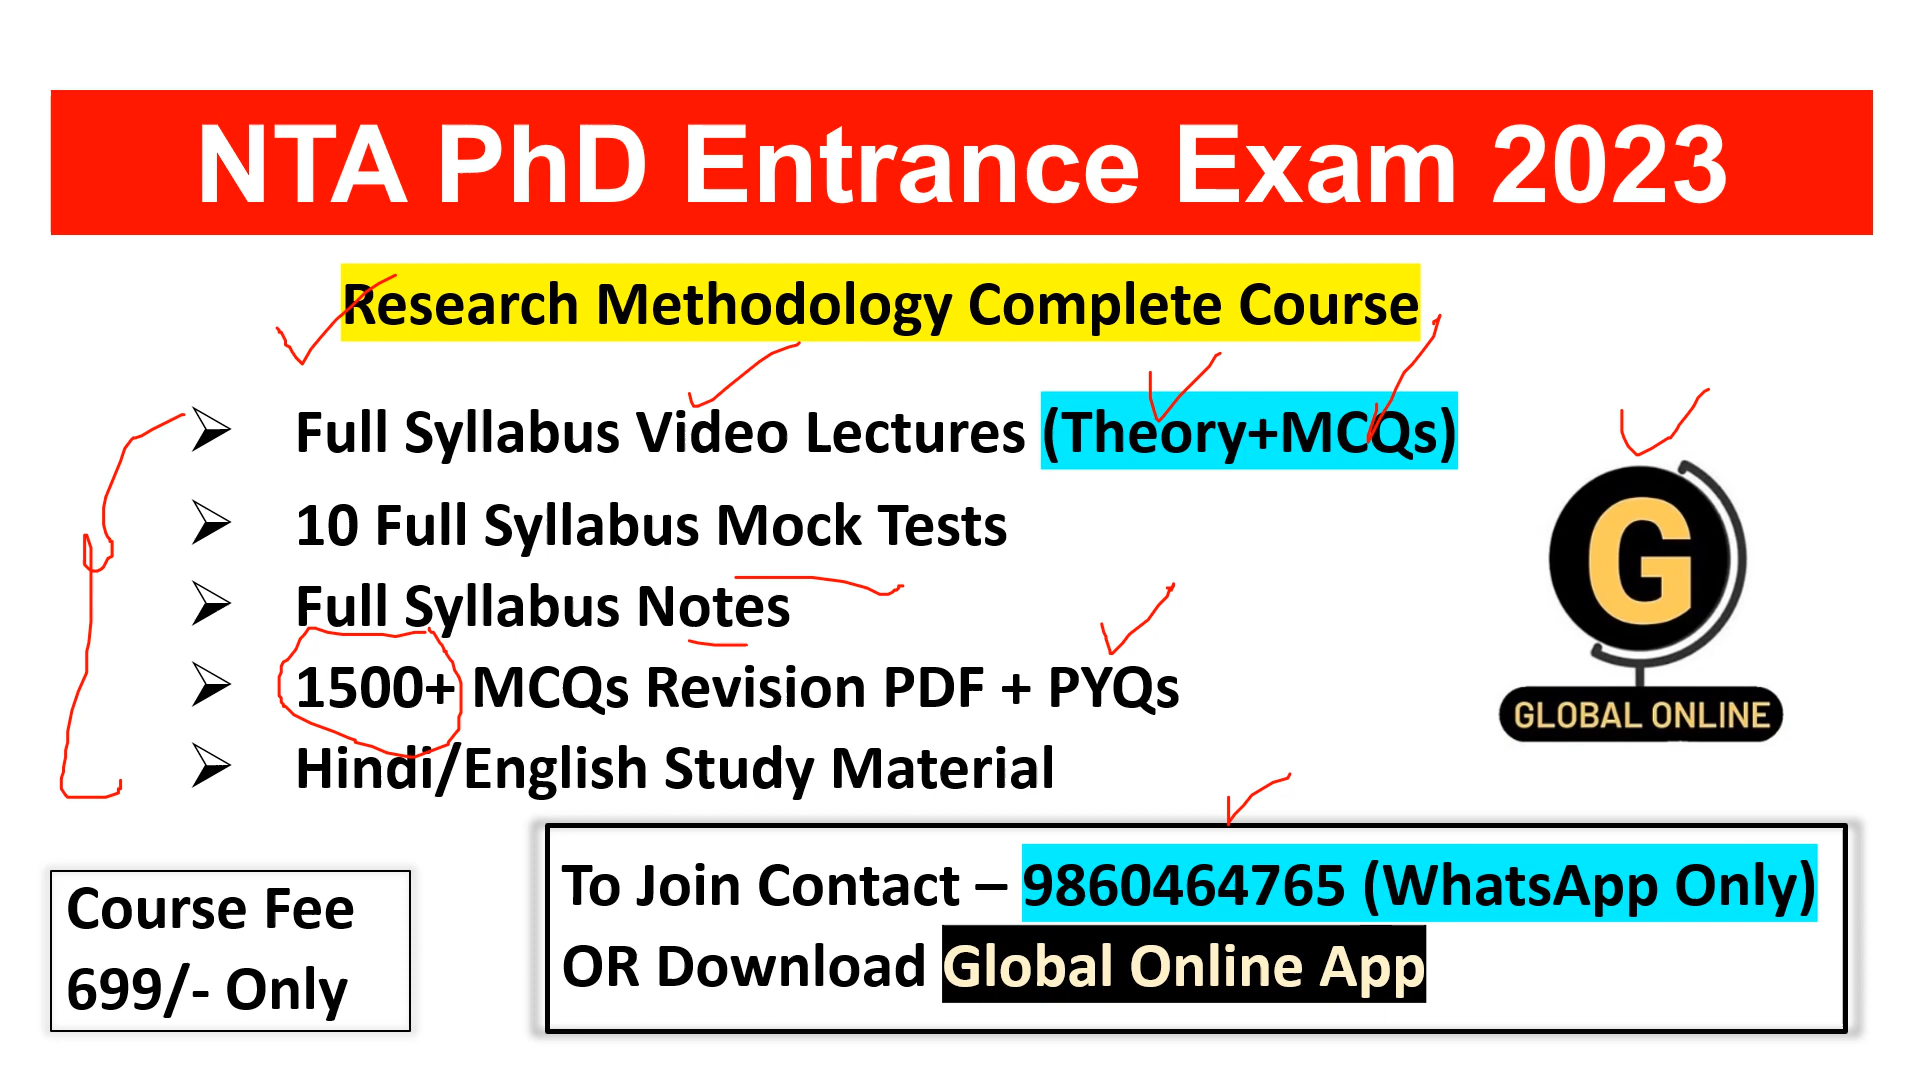 NTA PhD Entrance Exam 2023
Research Methodology Complete Course
➢ Full Syllabus Video Lectures (Theory+MCQs)
➢ 10 Full Syllabus Mock Tests
➢ Full Syllabus Notes
➢ 1500+ MCQs Revision PDF + PYQs
➢ Hindi/English Study Material
G
GLOBAL ONLINE
Course Fee
699/- Only
To Join Contact – 9860464765 (WhatsApp Only)
OR Download Global Online App